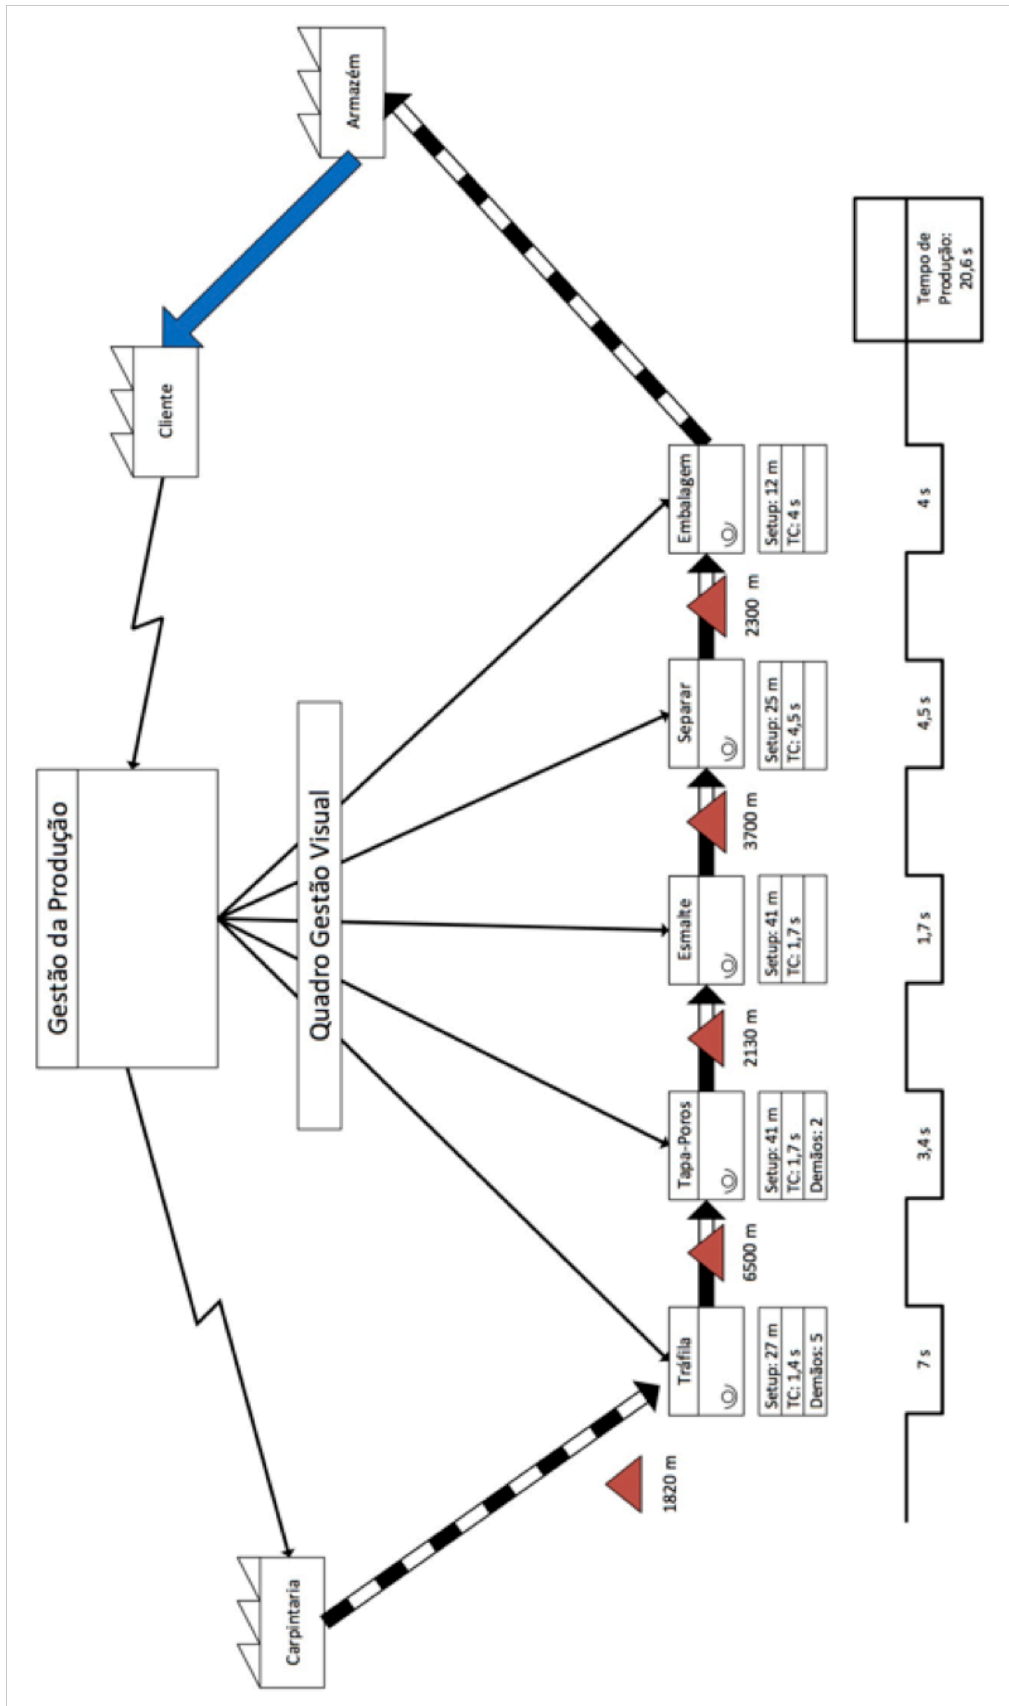 Gestão da Produção
Cliente
Armazém
Carpintaria
Quadro Gestão Visual
1820 m
Tráfila
Setup: 27 m
TC: 1,4 s
Demãos: 5
6500 m
Tapa-Poros
Setup: 41 m
TC: 1,7 s
Demãos: 2
2130 m
Esmalte
Setup: 41 m
TC: 1,7 s
3700 m
Separar
Setup: 25 m
TC: 4,5 s
2300 m
Embalagem
Setup: 12 m
TC: 4 s
7 s
3,4 s
1,7 s
4,5 s
4 s
Tempo de
Produção:
20,6 s